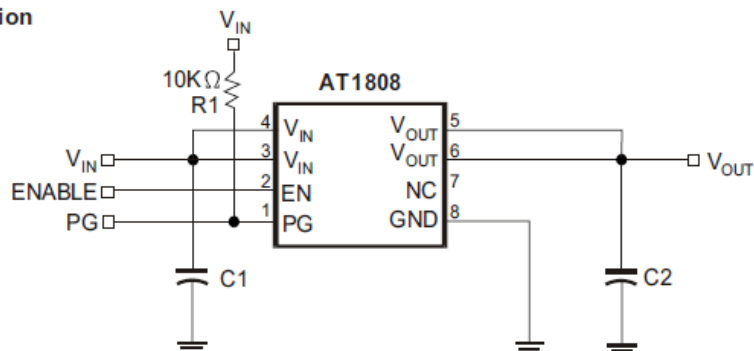 ion
VIN
10KΩ
R1
AT1808
4 VIN VOUT 5
VIN 3 VIN VOUT 6 VOUT
ENABLE 2 EN NC 7
PG 1 PG GND 8
C1 C2